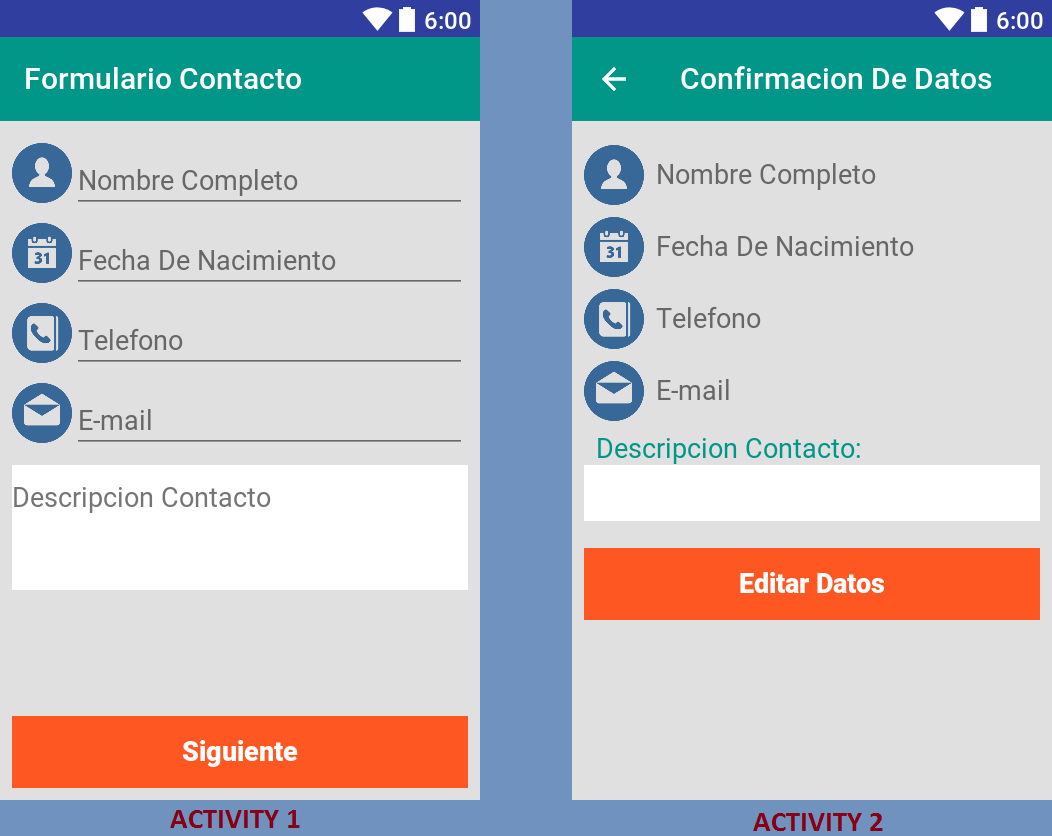 6:00
Formulario Contacto
Nombre Completo
31
Fecha De Nacimiento
Telefono
E-mail
Descripcion Contacto
Siguiente
ACTIVITY 1
6:00
Confirmacion De Datos
Nombre Completo
31
Fecha De Nacimiento
Telefono
E-mail
Descripcion Contacto:
Editar Datos
ACTIVITY 2